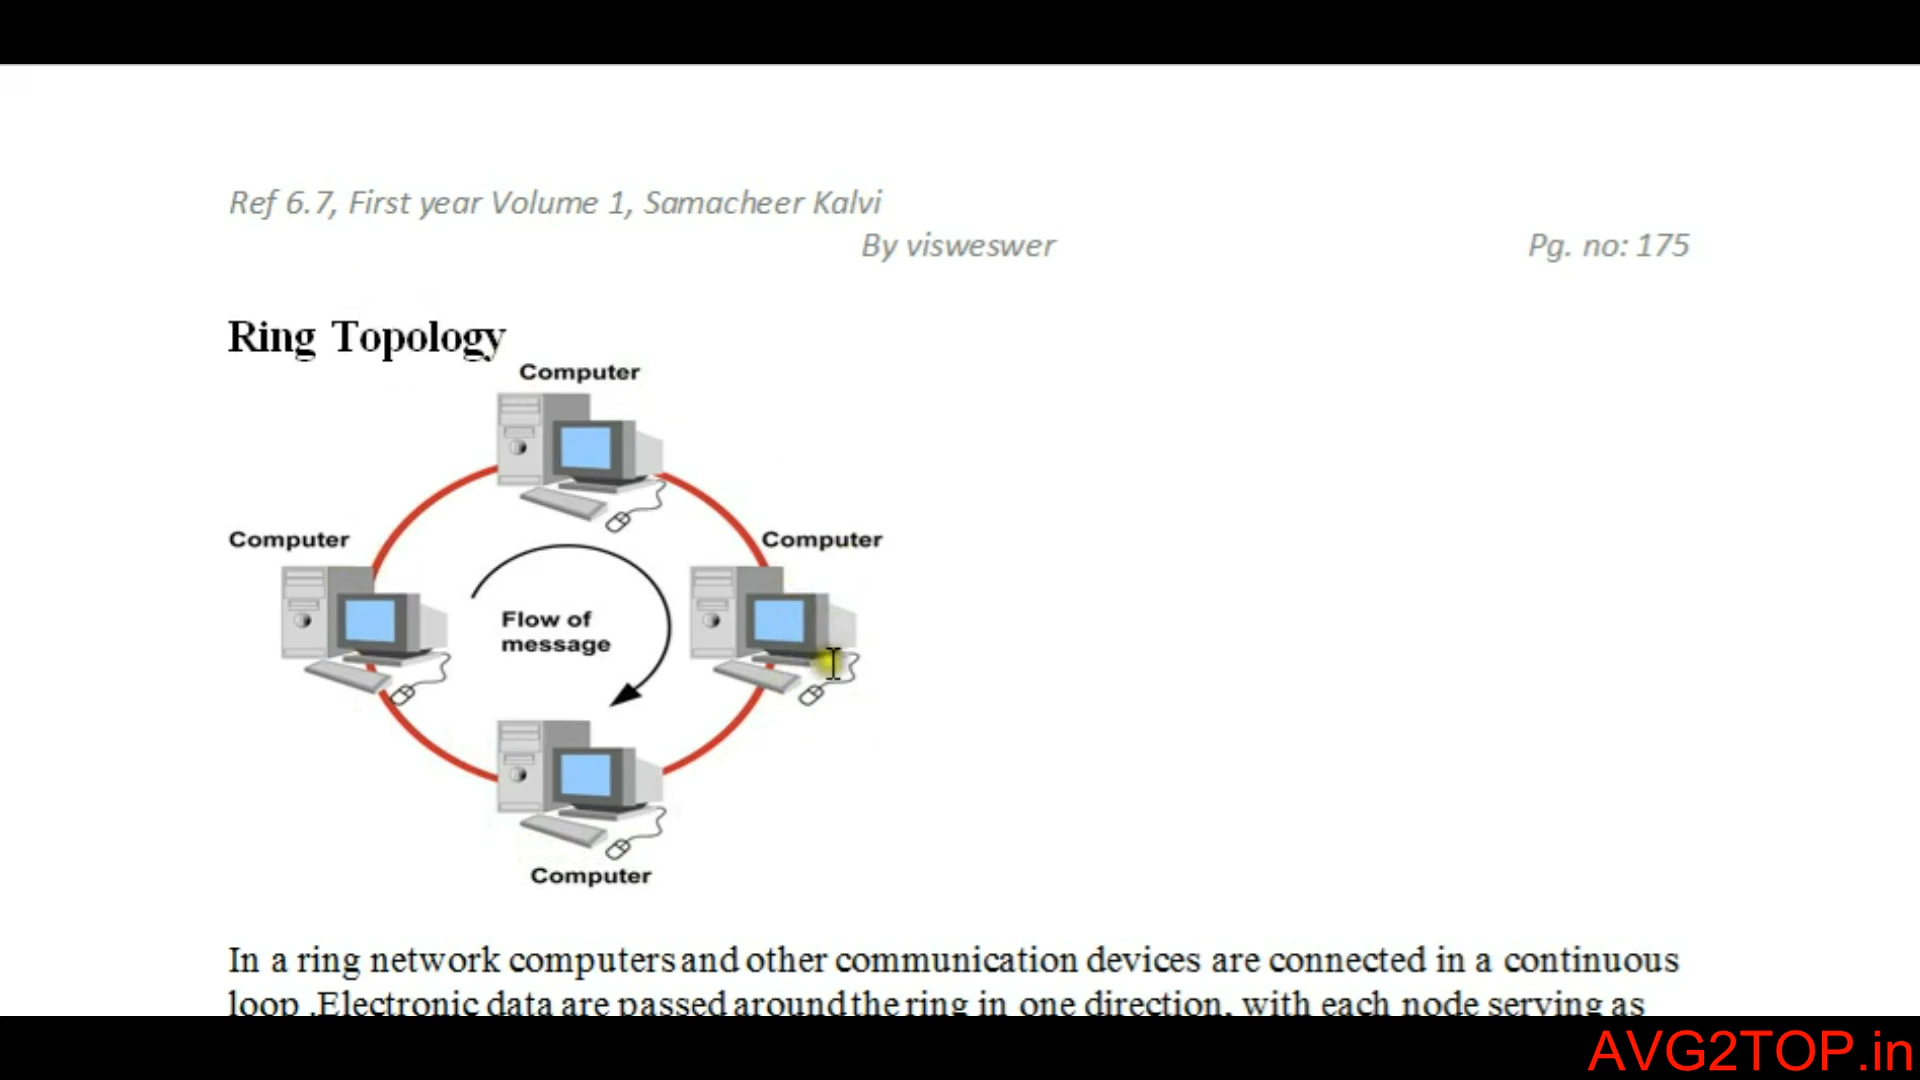 Ref 6.7, First year Volume 1, Samacheer Kalvi
By visweswer Pg. no: 175
Ring Topology
Computer
Computer
Computer
Flow of
message
Computer
In a ring network computers and other communication devices are connected in a continuous
loop .Electronic data are passed around the ring in one direction, with each node serving as
AVG2TOP.in